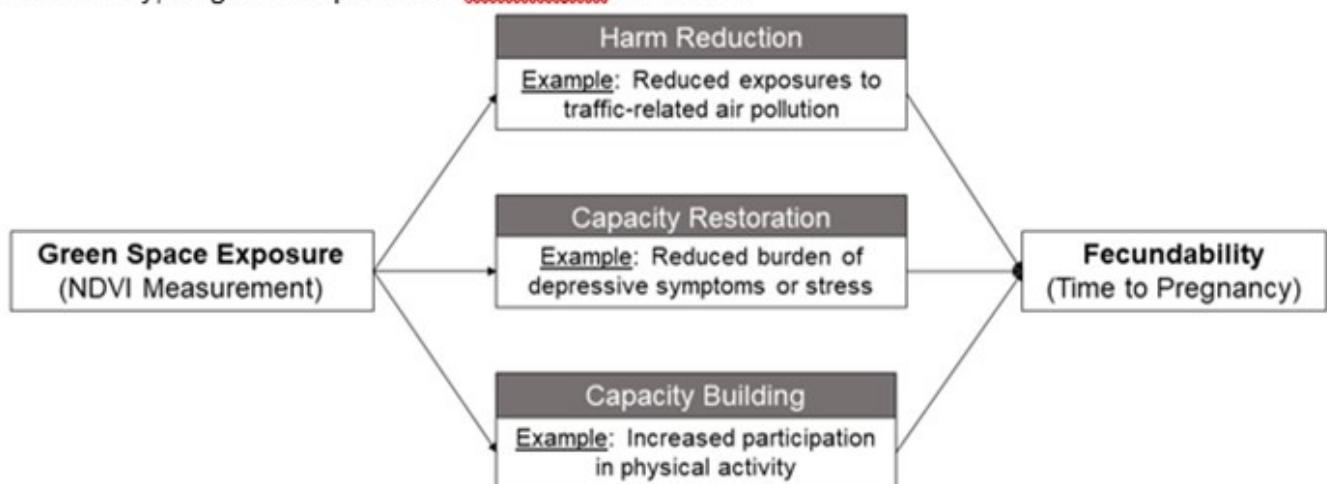 Harm Reduction
Example: Reduced exposures to
traffic-related air pollution
Capacity Restoration
Example: Reduced burden of
depressive symptoms or stress
Green Space Exposure
(NDVI Measurement)
Fecundability
(Time to Pregnancy)
Capacity Building
Example: Increased participation
in physical activity